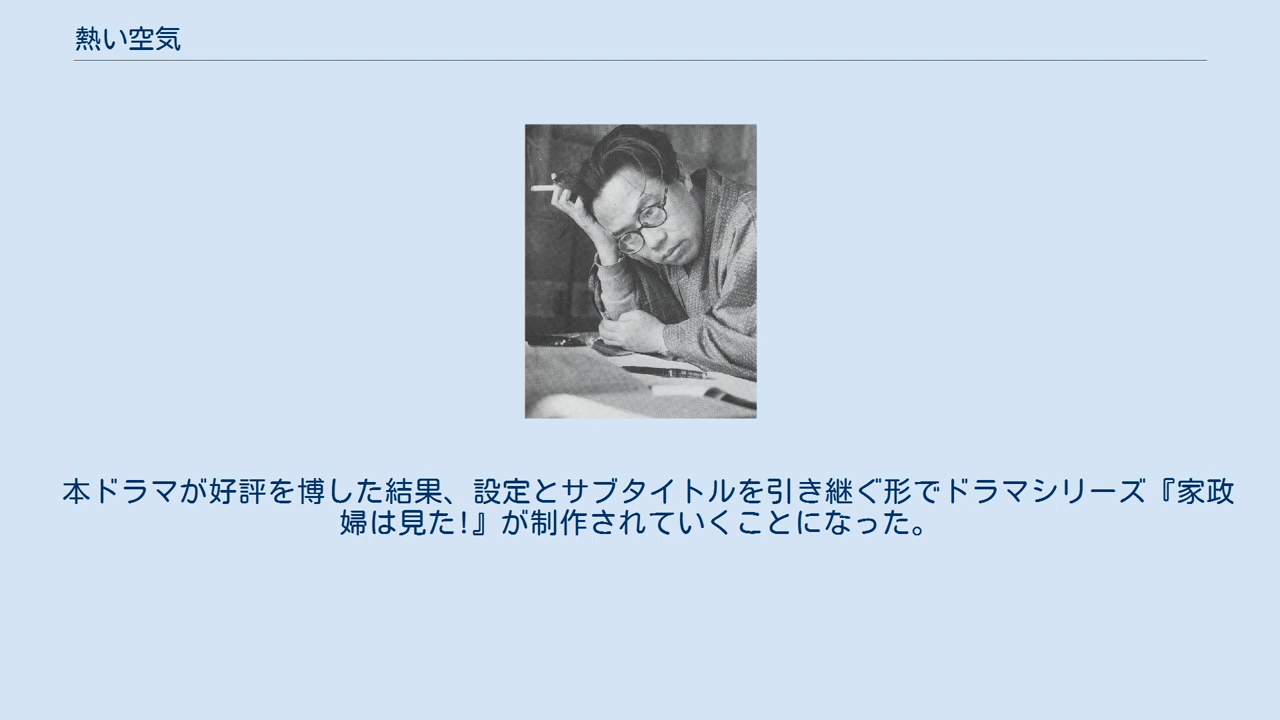 熱い空気
本ドラマが好評を博した結果、設定とサブタイトルを引き継ぐ形でドラマシリーズ『家政
婦は見た!』が制作されていくことになった。